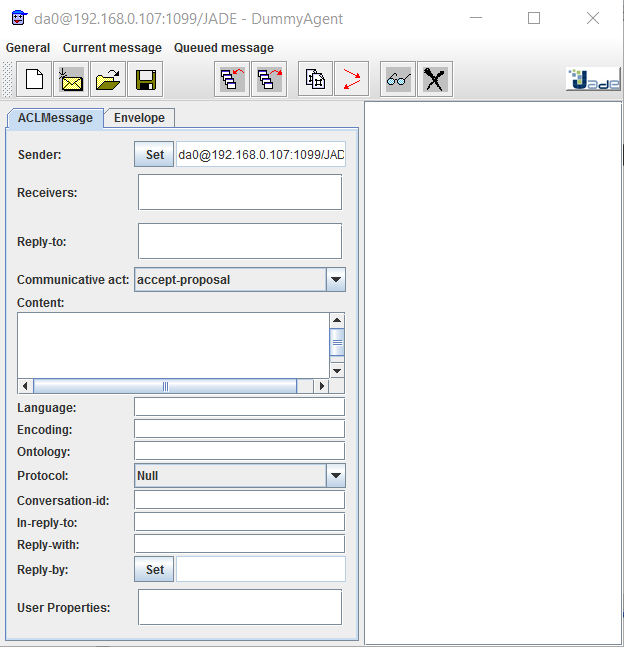 da0@192.168.0.107:1099/JADE - DummyAgent
General Current message Queued message
Jade
ACLMessage Envelope
Sender: Set da0@192.168.0.107:1099/JAD
Receivers:
Reply-to:
Communicative act: accept-proposal
Content:
Language:
Encoding:
Ontology:
Protocol: Null
Conversation-id:
In-reply-to:
Reply-with:
Reply-by: Set
User Properties: